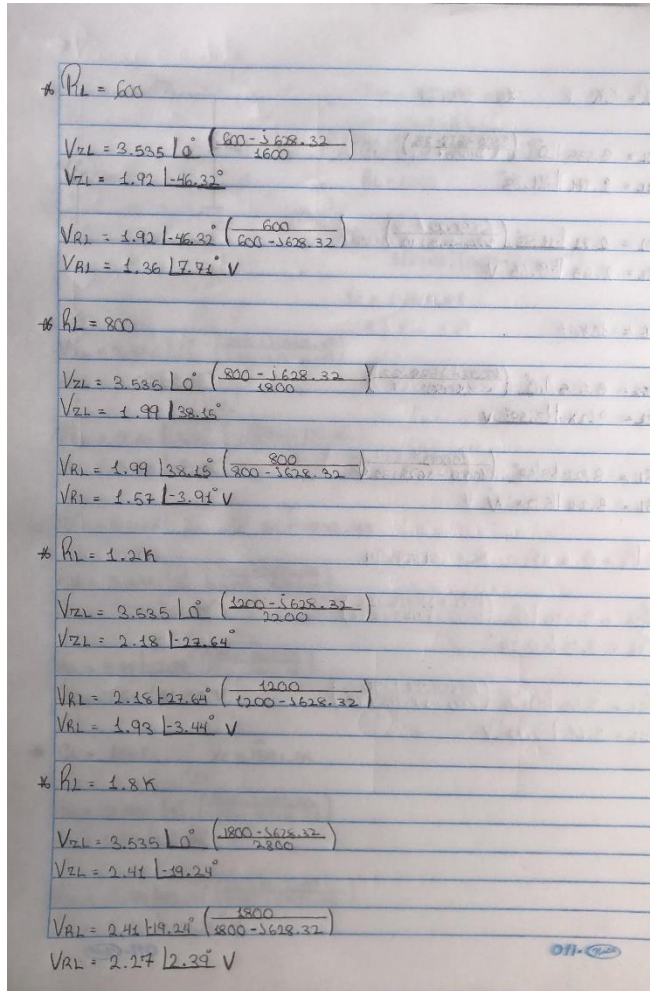 * RL = 600
VZL = 3.535 ∠0° (600 - j628.32 / 1600)
VZL = 1.92 ∠-46.32°
VRL = 1.92 ∠-46.32° (600 / 600 - j628.32)
VRL = 1.36 ∠7.71° V
* RL = 800
VZL = 3.535 ∠0° (800 - j628.32 / 1800)
VZL = 1.99 ∠38.15°
VRL = 1.99 ∠38.15° (800 / 800 - j628.32)
VRL = 1.57 ∠-3.91° V
* RL = 1.2K
VZL = 3.535 ∠0° (1200 - j628.32 / 2200)
VZL = 2.18 ∠-27.64°
VRL = 2.18 ∠-27.64° (1200 / 1200 - j628.32)
VRL = 1.93 ∠-3.44° V
* RL = 1.8K
VZL = 3.535 ∠0° (1800 - j628.32 / 2800)
VZL = 2.41 ∠-19.24°
VRL = 2.41 ∠-19.24° (1800 / 1800 - j628.32)
VRL = 2.27 ∠2.39° V